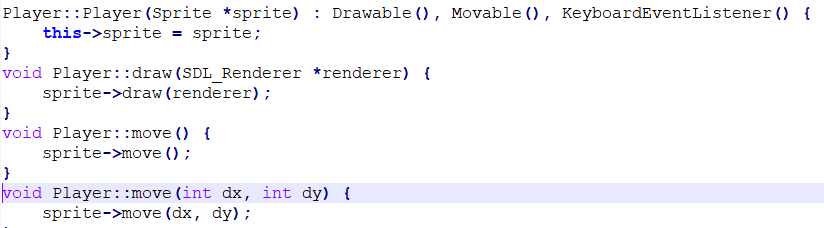 Player::Player(Sprite *sprite) : Drawable(), Movable(), KeyboardEventListener() {
    this->sprite = sprite;
}
void Player::draw(SDL_Renderer *renderer) {
    sprite->draw(renderer);
}
void Player::move() {
    sprite->move();
}
void Player::move(int dx, int dy) {
    sprite->move(dx, dy);